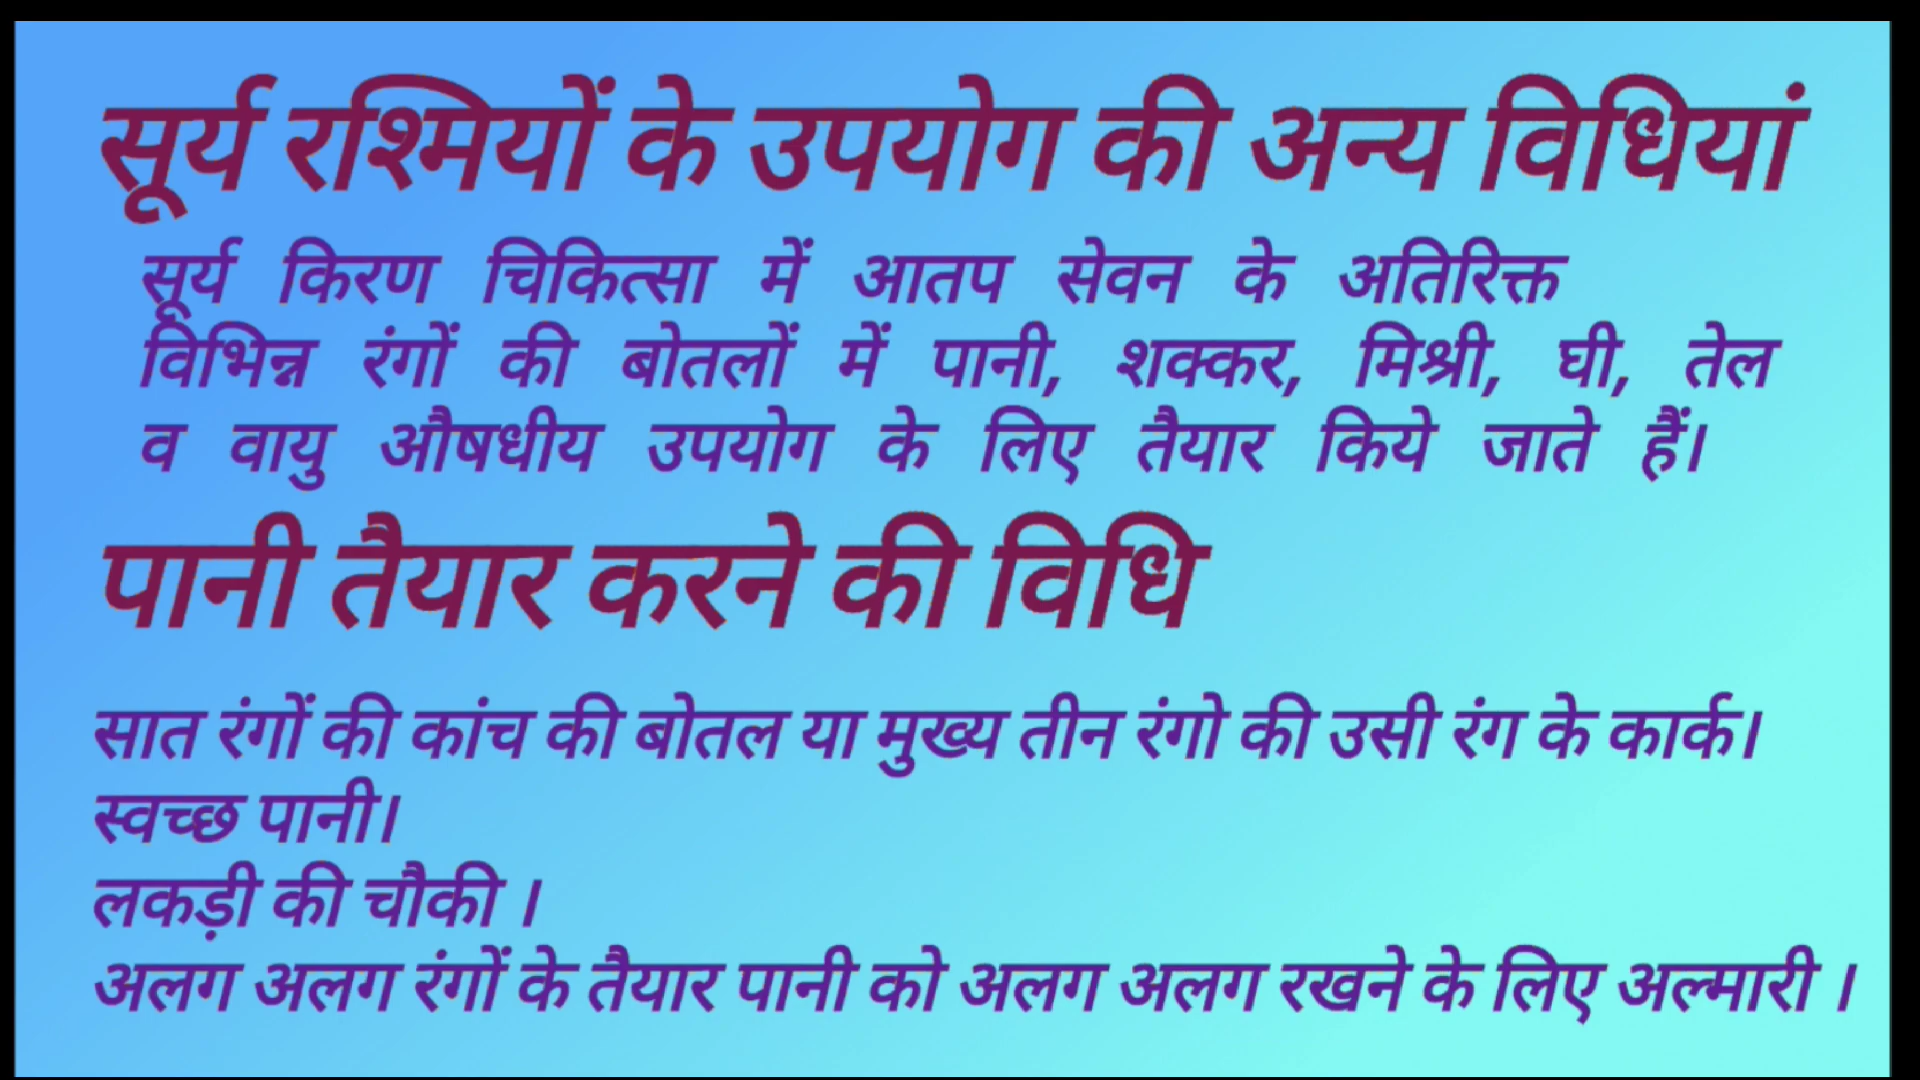 सूर्य रश्मियों के उपयोग की अन्य विधियां
सूर्य किरण चिकित्सा में आतप सेवन के अतिरिक्त
विभिन्न रंगों की बोतलों में पानी, शक्कर, मिश्री, घी, तेल
व वायु औषधीय उपयोग के लिए तैयार किये जाते हैं।
पानी तैयार करने की विधि
सात रंगों की कांच की बोतल या मुख्य तीन रंगो की उसी रंग के कार्क।
स्वच्छ पानी।
लकड़ी की चौकी ।
अलग अलग रंगों के तैयार पानी को अलग अलग रखने के लिए अल्मारी ।